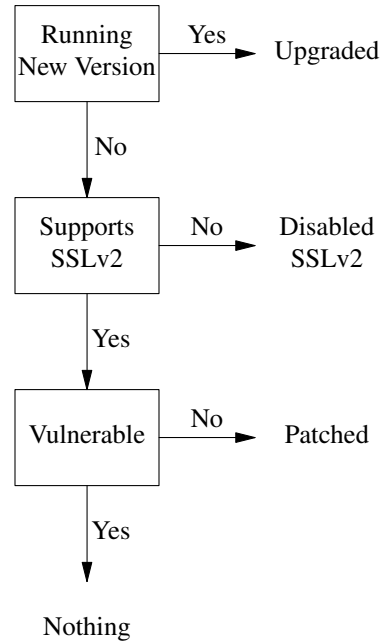 Running
New Version
Yes
Upgraded
No
Supports
SSLv2
No
Disabled
SSLv2
Yes
Vulnerable
No
Patched
Yes
Nothing